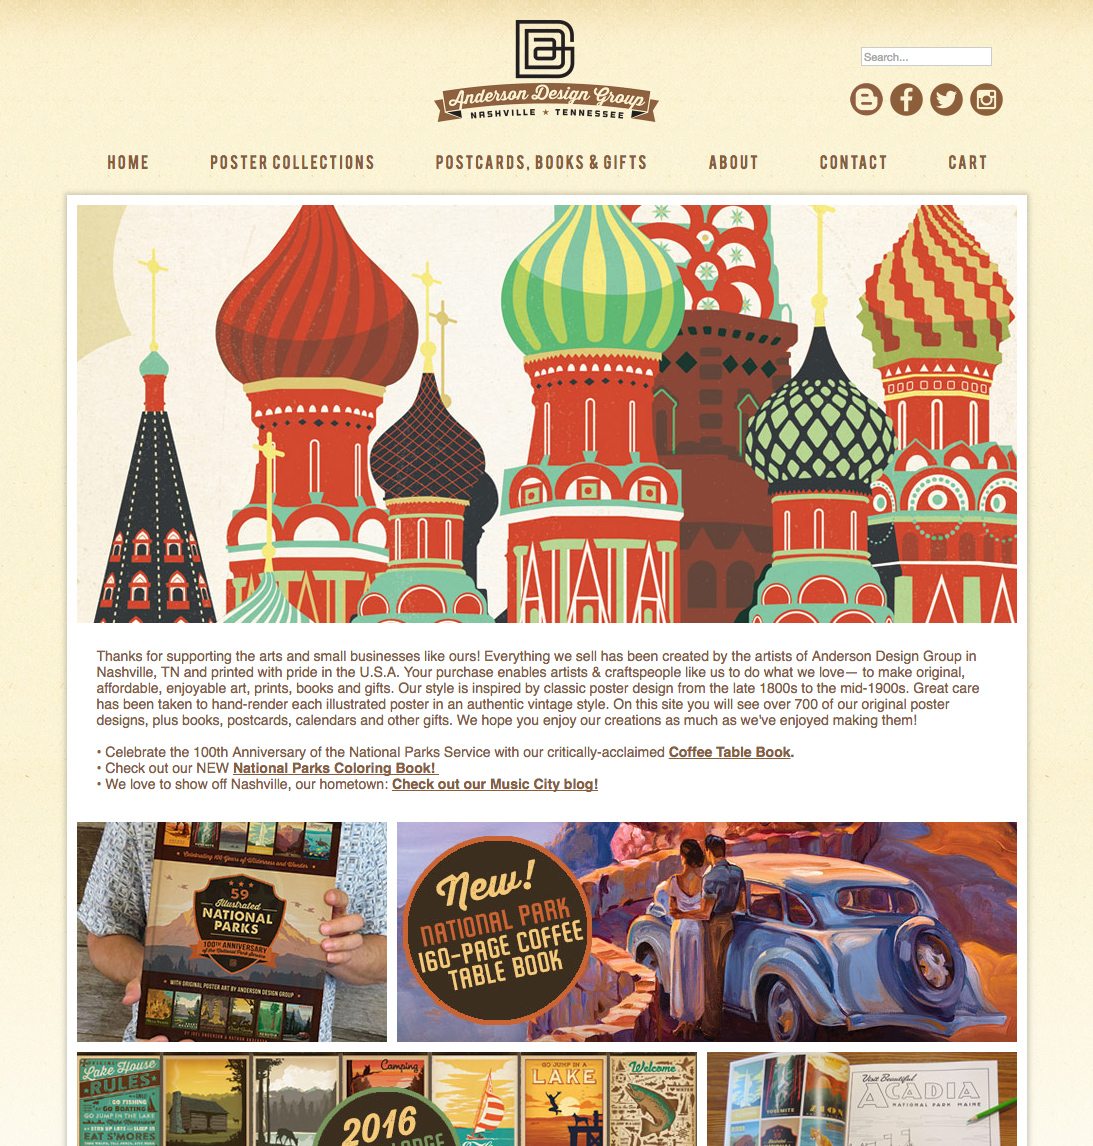 Search...
Anderson Design Group
NASHVILLE ★ TENNESSEE
HOME POSTER COLLECTIONS POSTCARDS, BOOKS & GIFTS ABOUT CONTACT CART
Thanks for supporting the arts and small businesses like ours! Everything we sell has been created by the artists of Anderson Design Group in
Nashville, TN and printed with pride in the U.S.A. Your purchase enables artists & craftspeople like us to do what we love— to make original,
affordable, enjoyable art, prints, books and gifts. Our style is inspired by classic poster design from the late 1800s to the mid-1900s. Great care
has been taken to hand-render each illustrated poster in an authentic vintage style. On this site you will see over 700 of our original poster
designs, plus books, postcards, calendars and other gifts. We hope you enjoy our creations as much as we've enjoyed making them!
• Celebrate the 100th Anniversary of the National Parks Service with our critically-acclaimed Coffee Table Book.
• Check out our NEW National Parks Coloring Book!
• We love to show off Nashville, our hometown: Check out our Music City blog!
Celebrating 100 Years of Wilderness and Wonder
59
Illustrated
NATIONAL
PARKS
100TH ANNIVERSARY
of the National Park Service
WITH ORIGINAL POSTER ART BY ANDERSON DESIGN GROUP
New!
NATIONAL PARK
160-PAGE COFFEE
TABLE BOOK
Lake House
RULES
GO FISHING
GO BOATING
GO JUMP IN THE LAKE
EAT S'MORES
Camping
GO JUMP IN A
LAKE
Welcome
2016
YOSEMITE
Visit Beautiful
ACADIA
NATIONAL PARK MAINE